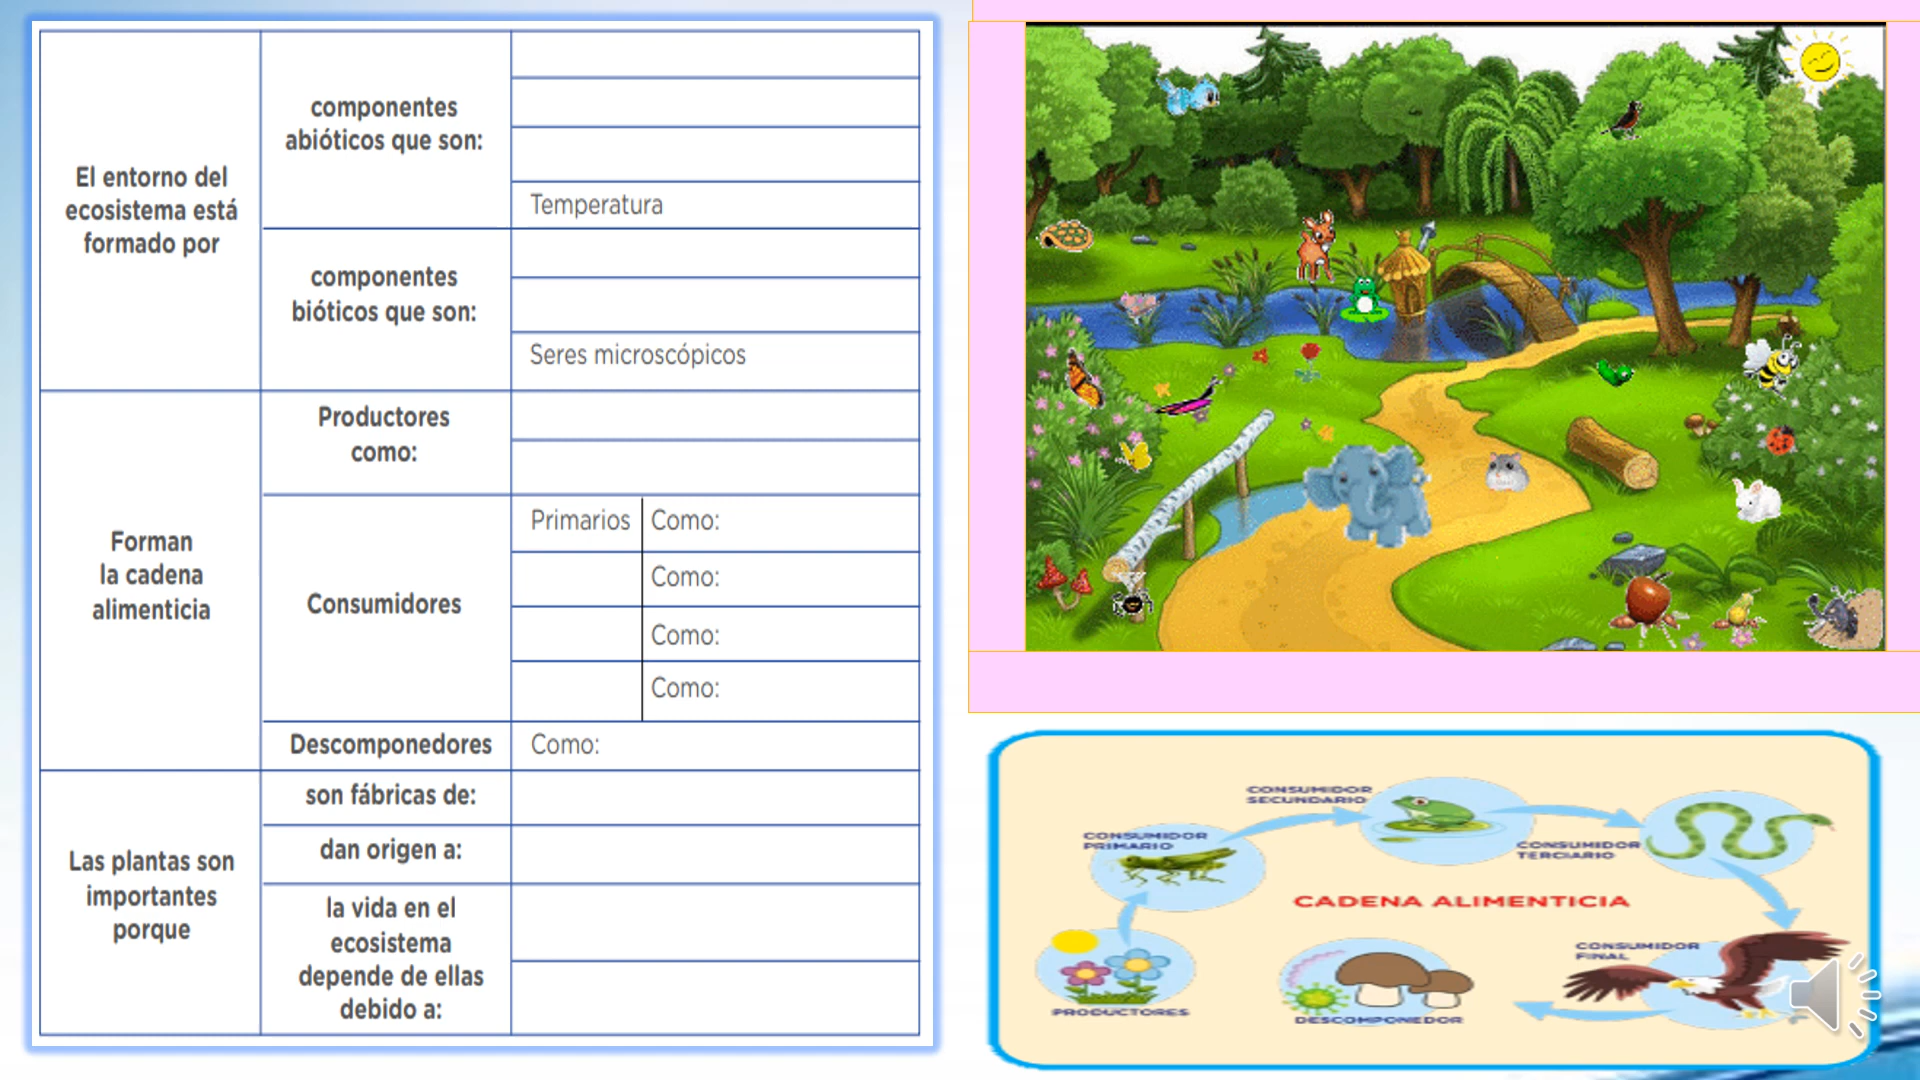 El entorno del
ecosistema está
formado por
componentes
abióticos que son:
Temperatura
componentes
bióticos que son:
Seres microscópicos
Forman
la cadena
alimenticia
Productores
como:
Consumidores
Primarios Como:
Como:
Como:
Como:
Descomponedores Como:
Las plantas son
importantes
porque
son fábricas de:
dan origen a:
la vida en el
ecosistema
depende de ellas
debido a:
CONSUMIDOR
SECUNDARIO
CONSUMIDOR
PRIMARIO
CONSUMIDOR
TERCIARIO
CADENA ALIMENTICIA
CONSUMIDOR
FINAL
PRODUCTORES
DESCOMPONEDOR